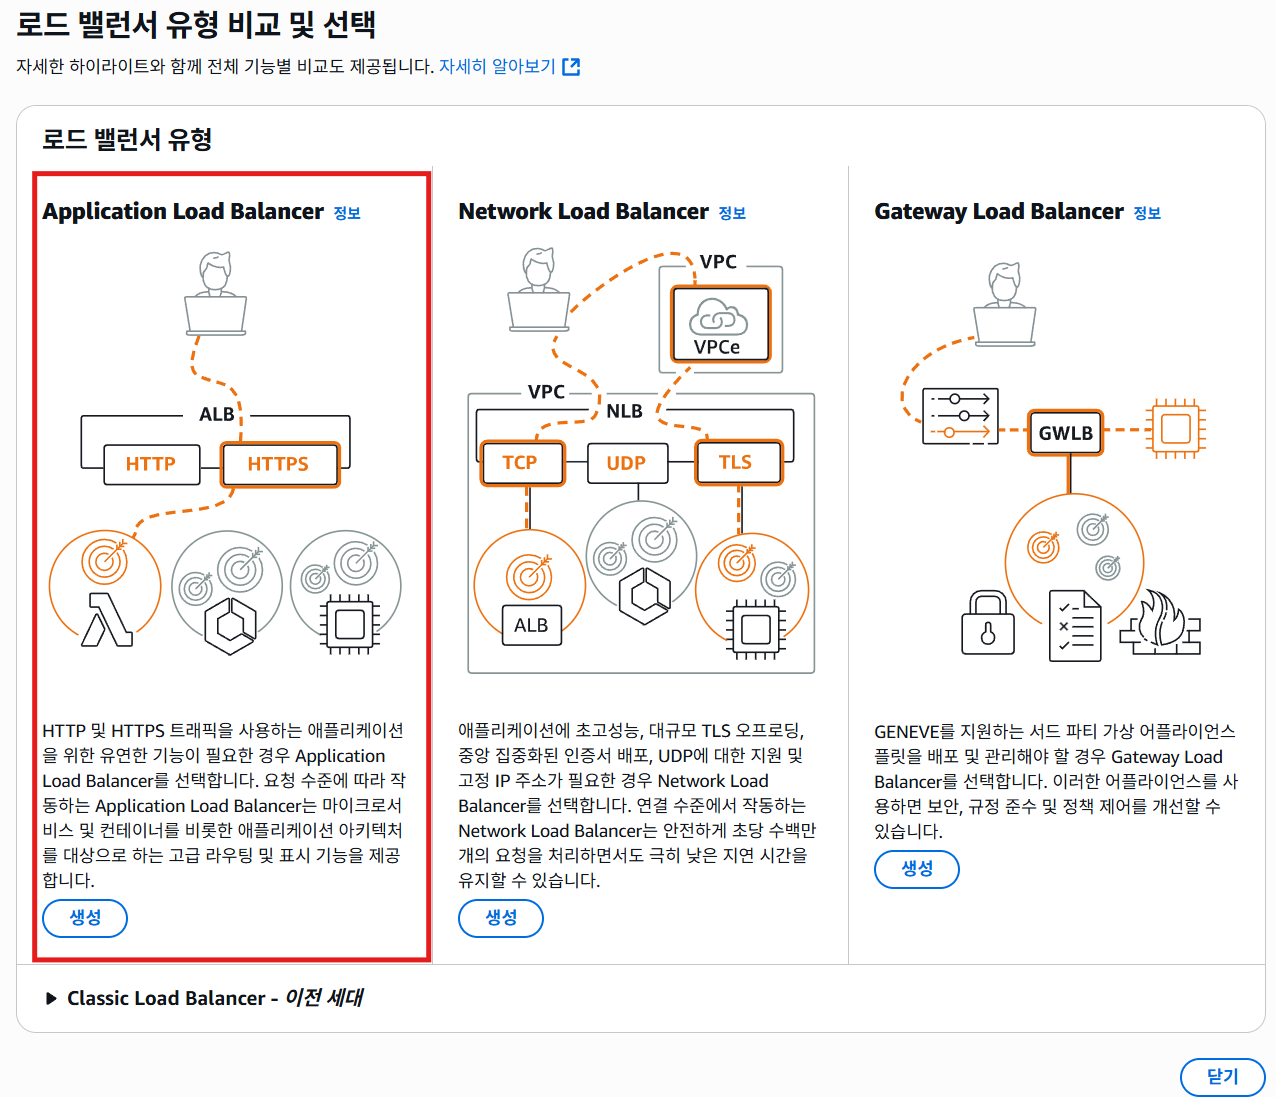 로드 밸런서 유형 비교 및 선택
자세한 하이라이트와 함께 전체 기능별 비교도 제공됩니다. 자세히 알아보기
로드 밸런서 유형
Application Load Balancer 정보
ALB
HTTP
HTTPS
HTTP 및 HTTPS 트래픽을 사용하는 애플리케이션
을 위한 유연한 기능이 필요한 경우 Application
Load Balancer를 선택합니다. 요청 수준에 따라 작
동하는 Application Load Balancer는 마이크로서
비스 및 컨테이너를 비롯한 애플리케이션 아키텍처
를 대상으로 하는 고급 라우팅 및 표시 기능을 제공
합니다.
생성
Network Load Balancer 정보
VPC
VPCe
VPC
NLB
TCP
UDP
TLS
ALB
애플리케이션에 초고성능, 대규모 TLS 오프로딩,
중앙 집중화된 인증서 배포, UDP에 대한 지원 및
고정 IP 주소가 필요한 경우 Network Load
Balancer를 선택합니다. 연결 수준에서 작동하는
Network Load Balancer는 안전하게 초당 수백만
개의 요청을 처리하면서도 극히 낮은 지연 시간을
유지할 수 있습니다.
생성
Gateway Load Balancer 정보
GWLB
GENEVE를 지원하는 서드 파티 가상 어플라이언스
플릿을 배포 및 관리해야 할 경우 Gateway Load
Balancer를 선택합니다. 이러한 어플라이언스를 사
용하면 보안, 규정 준수 및 정책 제어를 개선할 수
있습니다.
생성
Classic Load Balancer - 이전 세대
닫기